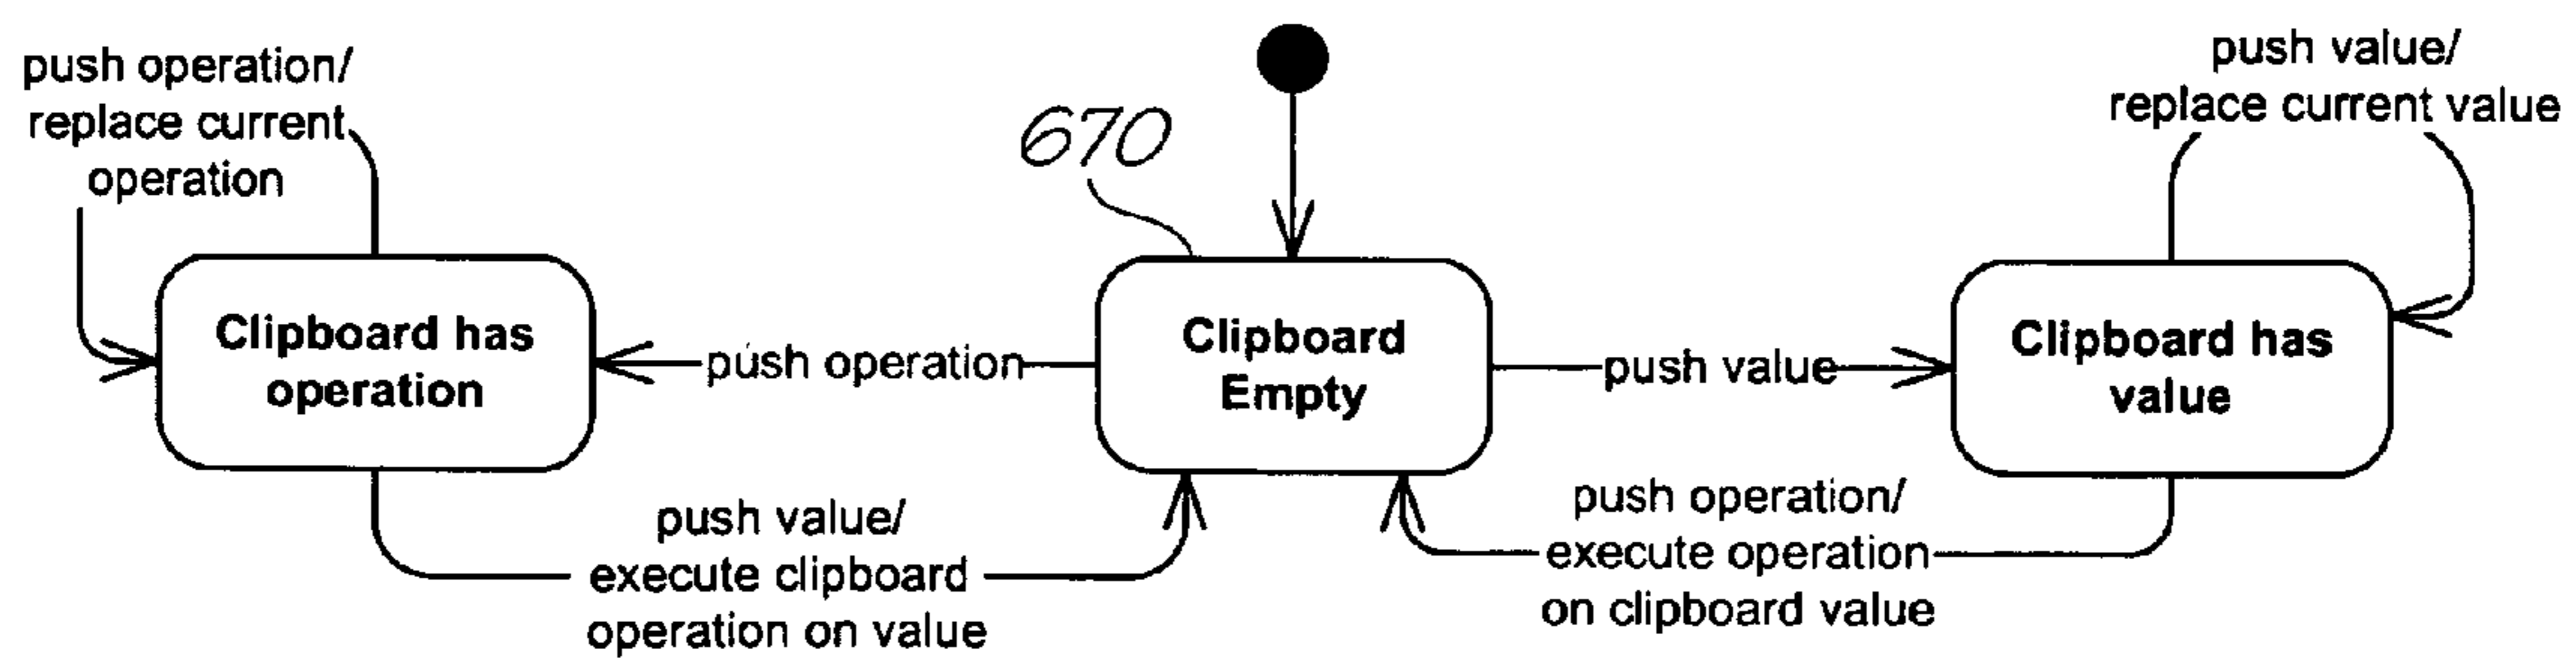 push operation/
replace current
operation
670
push value/
replace current value
Clipboard has
operation
push operation
Clipboard
Empty
push value
Clipboard has
value
push value/
execute clipboard
operation on value
push operation/
execute operation
on clipboard value